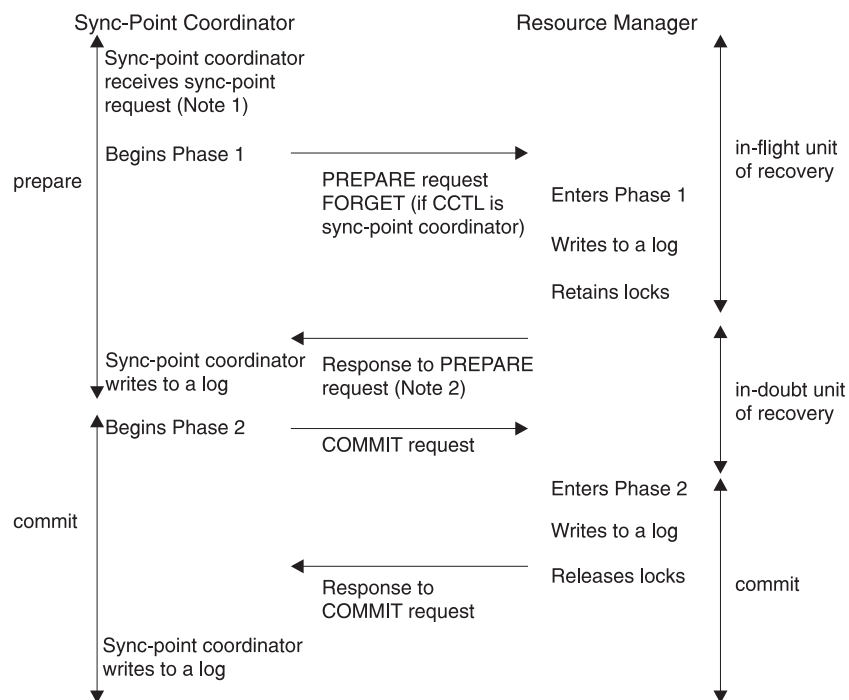 Sync-Point Coordinator
Resource Manager
Sync-point coordinator
receives sync-point
request (Note 1)
Begins Phase 1
in-flight unit
of recovery
prepare
PREPARE request
FORGET (if CCTL is
sync-point coordinator)
Enters Phase 1
Writes to a log
Retains locks
Sync-point coordinator
writes to a log
Response to PREPARE
request (Note 2)
in-doubt unit
of recovery
Begins Phase 2
COMMIT request
Enters Phase 2
commit
Writes to a log
Releases locks
commit
Response to
COMMIT request
Sync-point coordinator
writes to a log